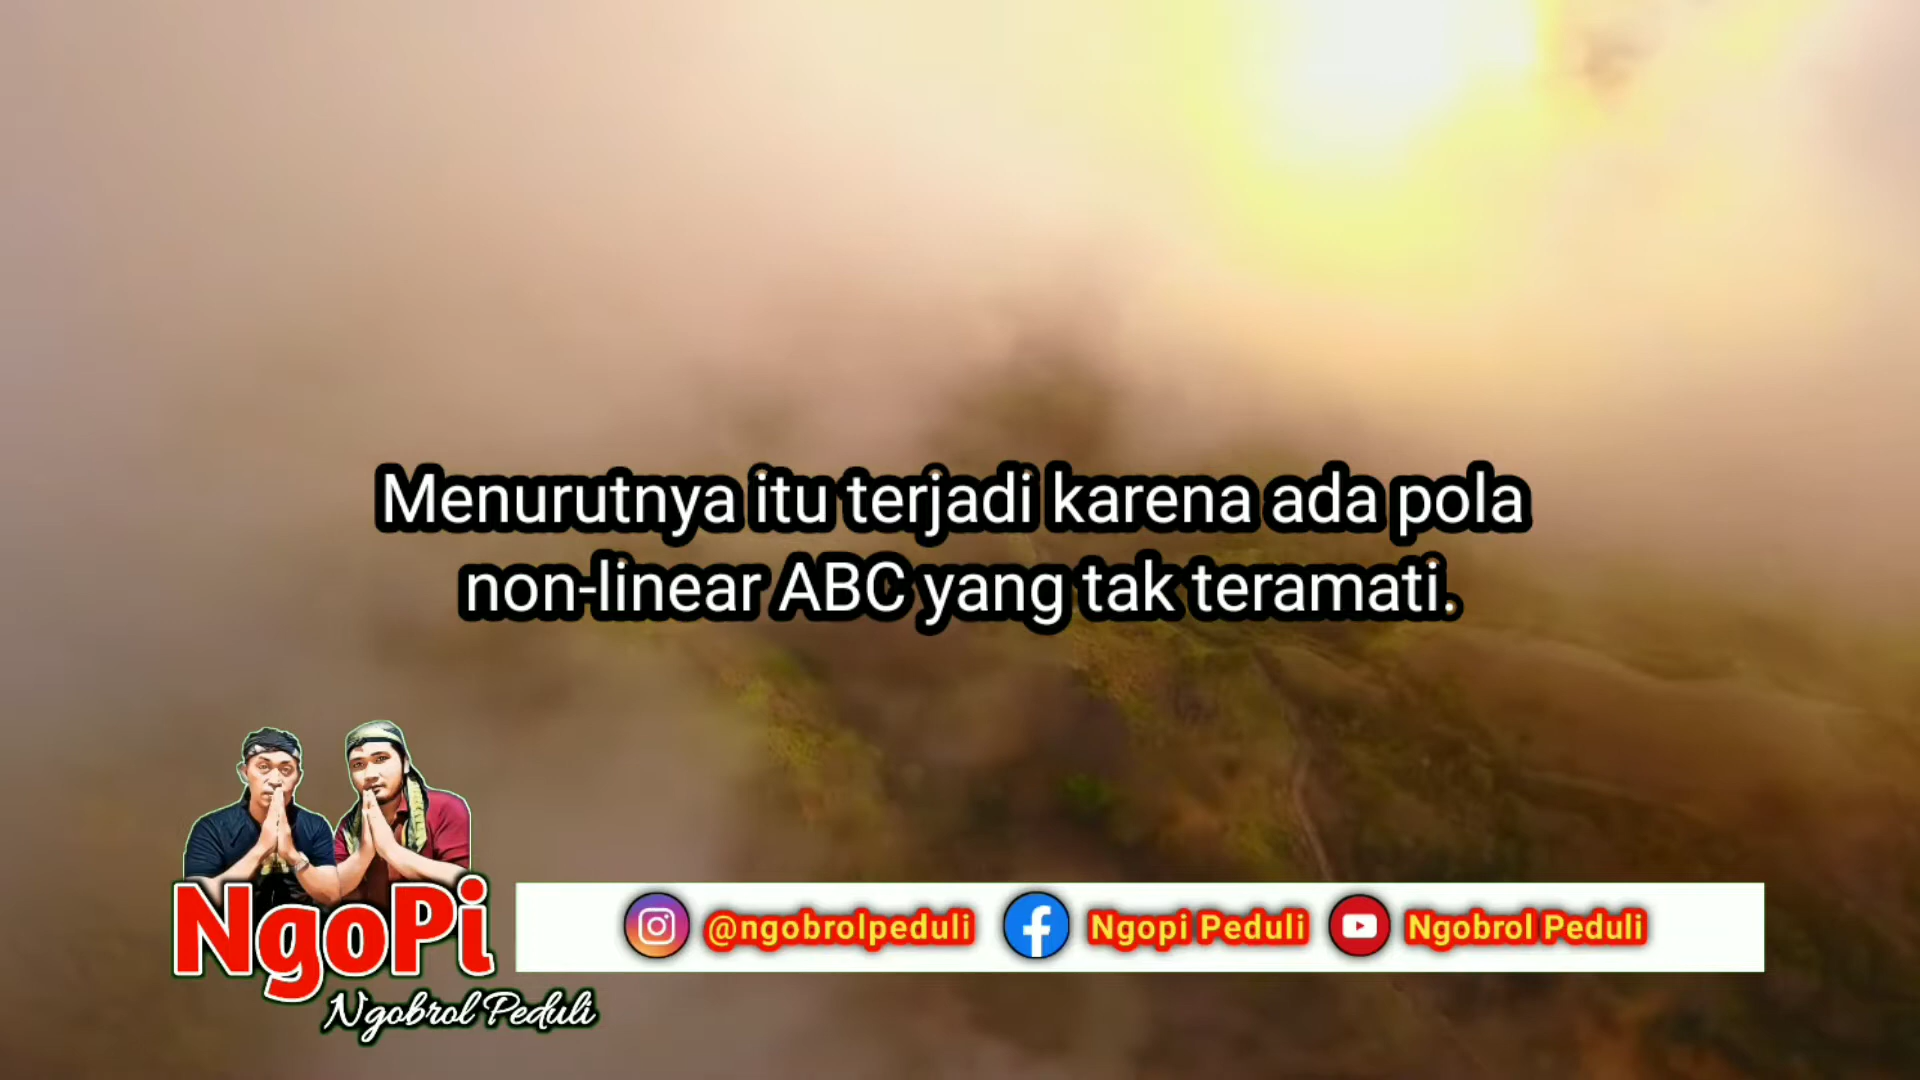 Menurutnya itu terjadi karena ada pola
non-linear ABC yang tak teramati.
NgoPi
Ngobrol Peduli
@ngobrolpeduli
Ngopi Peduli
Ngobrol Peduli